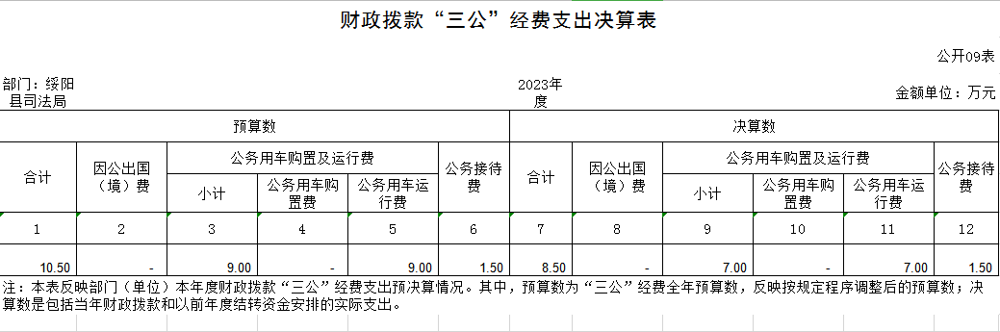 财政拨款“三公”经费支出决算表
公开09表
部门：绥阳
县司法局
2023年
度
金额单位：万元
预算数
决算数
合计
因公出国
（境）费
公务用车购置及运行费
公务接待
费
合计
因公出国
（境）费
公务用车购置及运行费
公务接待
费
小计
公务用车购
置费
公务用车运
行费
小计
公务用车购
置费
公务用车运
行费
1 2 3 4 5 6 7 8 9 10 11 12
10.50 - 9.00 - 9.00 1.50 8.50 - 7.00 - 7.00 1.50
注：本表反映部门（单位）本年度财政拨款“三公”经费支出预决算情况。其中，预算数为“三公”经费全年预算数，反映按规定程序调整后的预算数；决
算数是包括当年财政拨款和以前年度结转资金安排的实际支出。